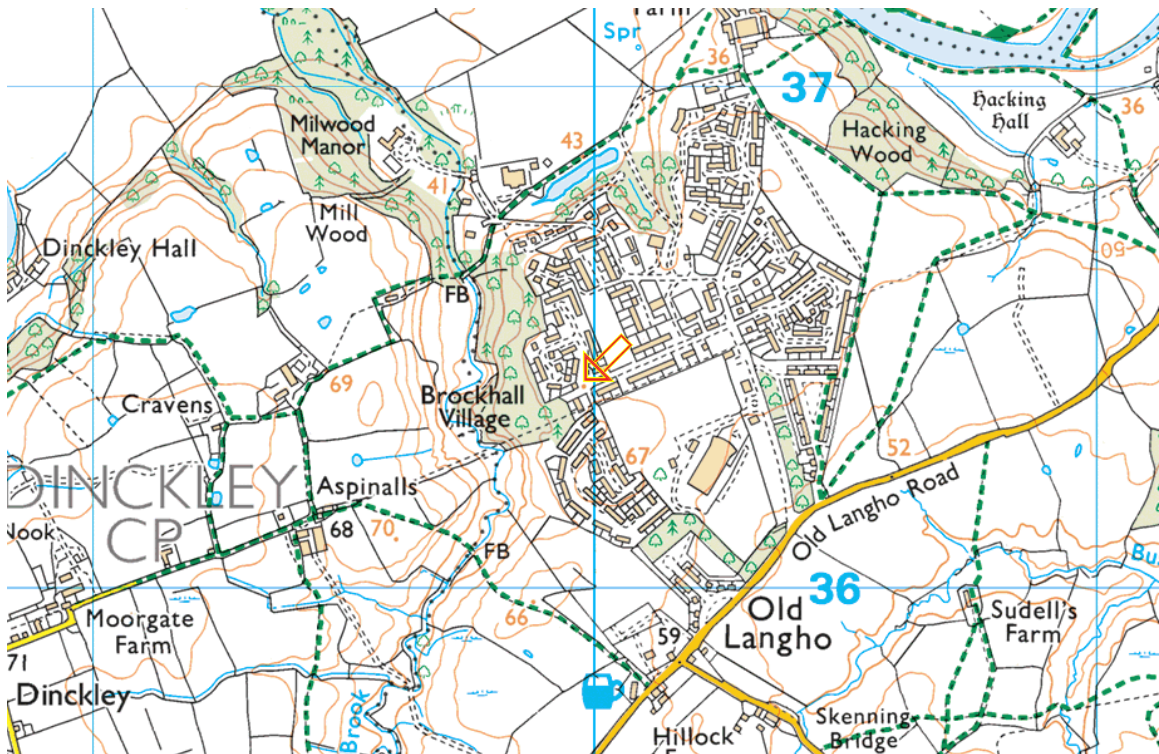 Farm
Spr
36
37
Hacking
Hall
36
Milwood
Manor
43
Hacking
Wood
41
Mill
Wood
Dinckley Hall
50
FB
69
Brockhall
Village
Cravens
67
52
DINCKLEY
CP
Aspinalls
Old Langho Road
Nook
68
70
FB
36
Old
Langho
Moorgate
Farm
66
59
Sudell's
Farm
71
Dinckley
Brook
Skenning
Bridge
Hillock